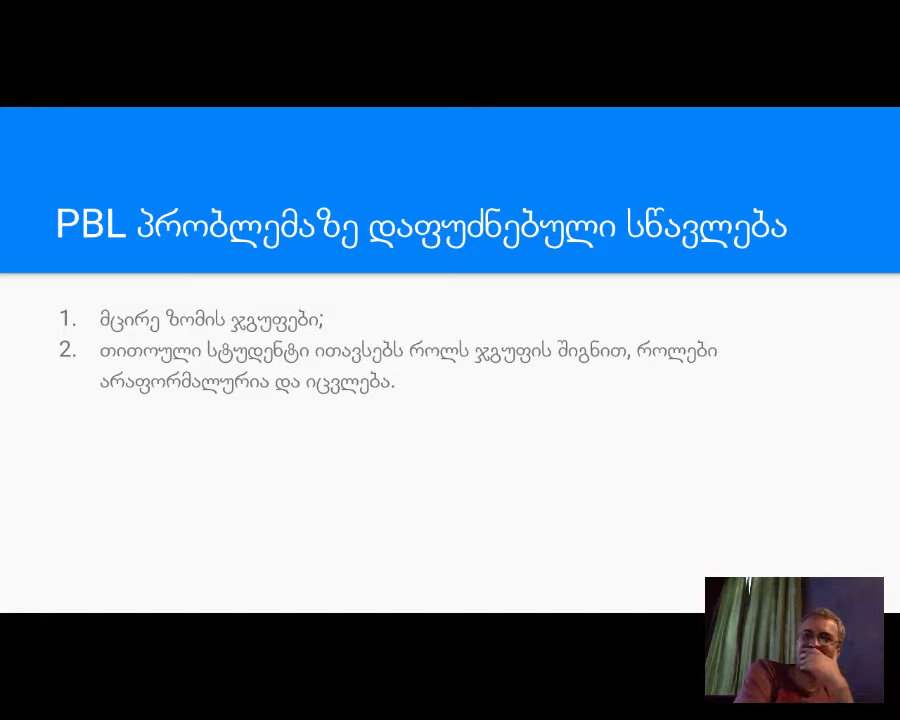 PBL პრობლემაზე დაფუძნებული სწავლება
1. მცირე ზომის ჯგუფები;
2. თითოული სტუდენტი ითავსებს როლს ჯგუფის შიგნით, როლები
არაფორმალურია და იცვლება.